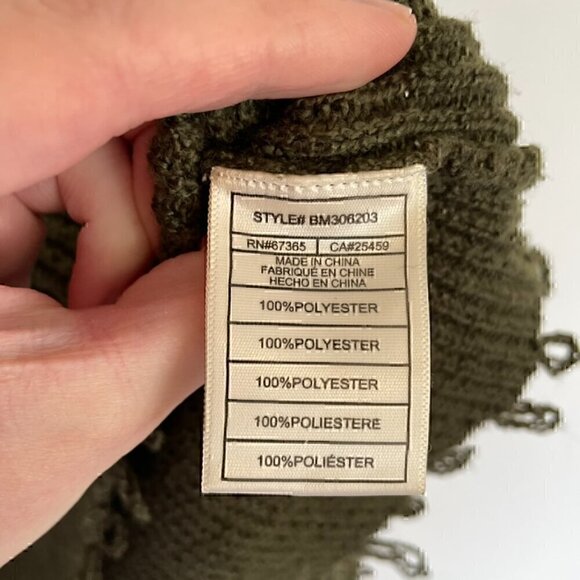 STYLE# BM306203
RN#67365 CA#25459
MADE IN CHINA
FABRIQUÉ EN CHINE
HECHO EN CHINA
100%POLYESTER
100%POLYESTER
100%POLYESTER
100%POLIESTERE
100%POLIÉSTER